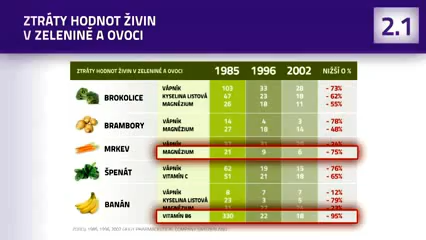 ZTRÁTY HODNOT ŽIVIN
V ZELENINĚ A OVOCI
2.1
ZTRÁTY HODNOT ŽIVIN V ZELENINĚ A OVOCI 1985 1996 2002 NIŽŠÍ O %
BROKOLICE
VÁPNÍK 103 33 28 - 73%
KYSELINA LISTOVÁ 47 23 18 - 62%
MAGNÉZIUM 26 18 11 - 55%
BRAMBORY
VÁPNÍK 14 4 3 - 78%
MAGNÉZIUM 27 18 14 - 48%
MRKEV
VÁPNÍK
MAGNÉZIUM 21 9 6 - 75%
ŠPENÁT
VÁPNÍK 62 19 15 - 76%
VITAMÍN C 51 21 18 - 65%
BANÁN
VÁPNÍK 8 7 7 - 12%
KYSELINA LISTOVÁ 23 3 5 - 79%
VITAMÍN B6 330 22 18 - 95%